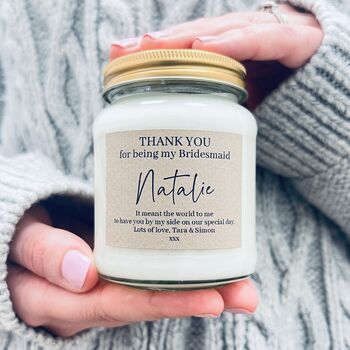 THANK YOU
for being my Bridesmaid
Natalie
It meant the world to me
to have you by my side on our special day.
Lots of love, Tara & Simon
xxx